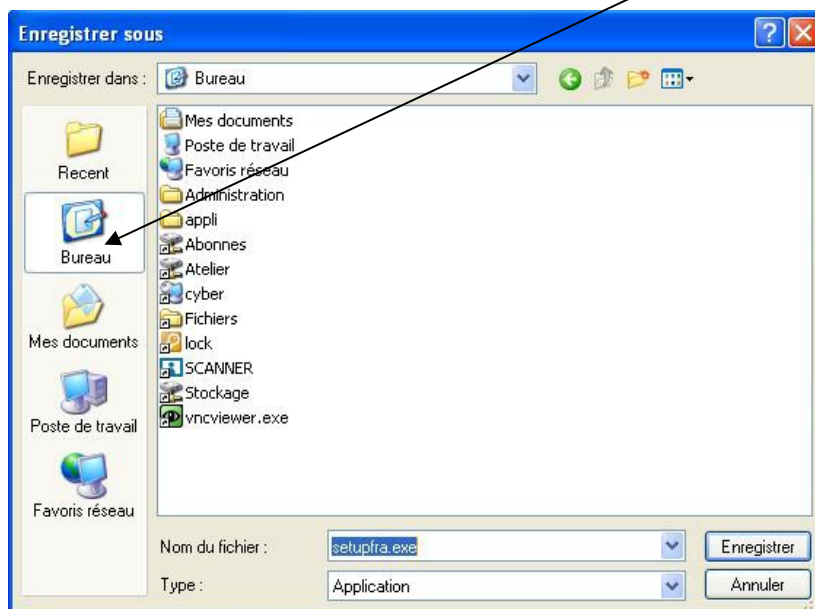 Enregistrer sous
Enregistrer dans :
Bureau
Recent
Bureau
Mes documents
Poste de travail
Favoris réseau
Mes documents
Poste de travail
Favoris réseau
Administration
appli
Abonnes
Atelier
cyber
Fichiers
lock
SCANNER
Stockage
vncviewer.exe
Nom du fichier :
setupfra.exe
Enregistrer
Type :
Application
Annuler